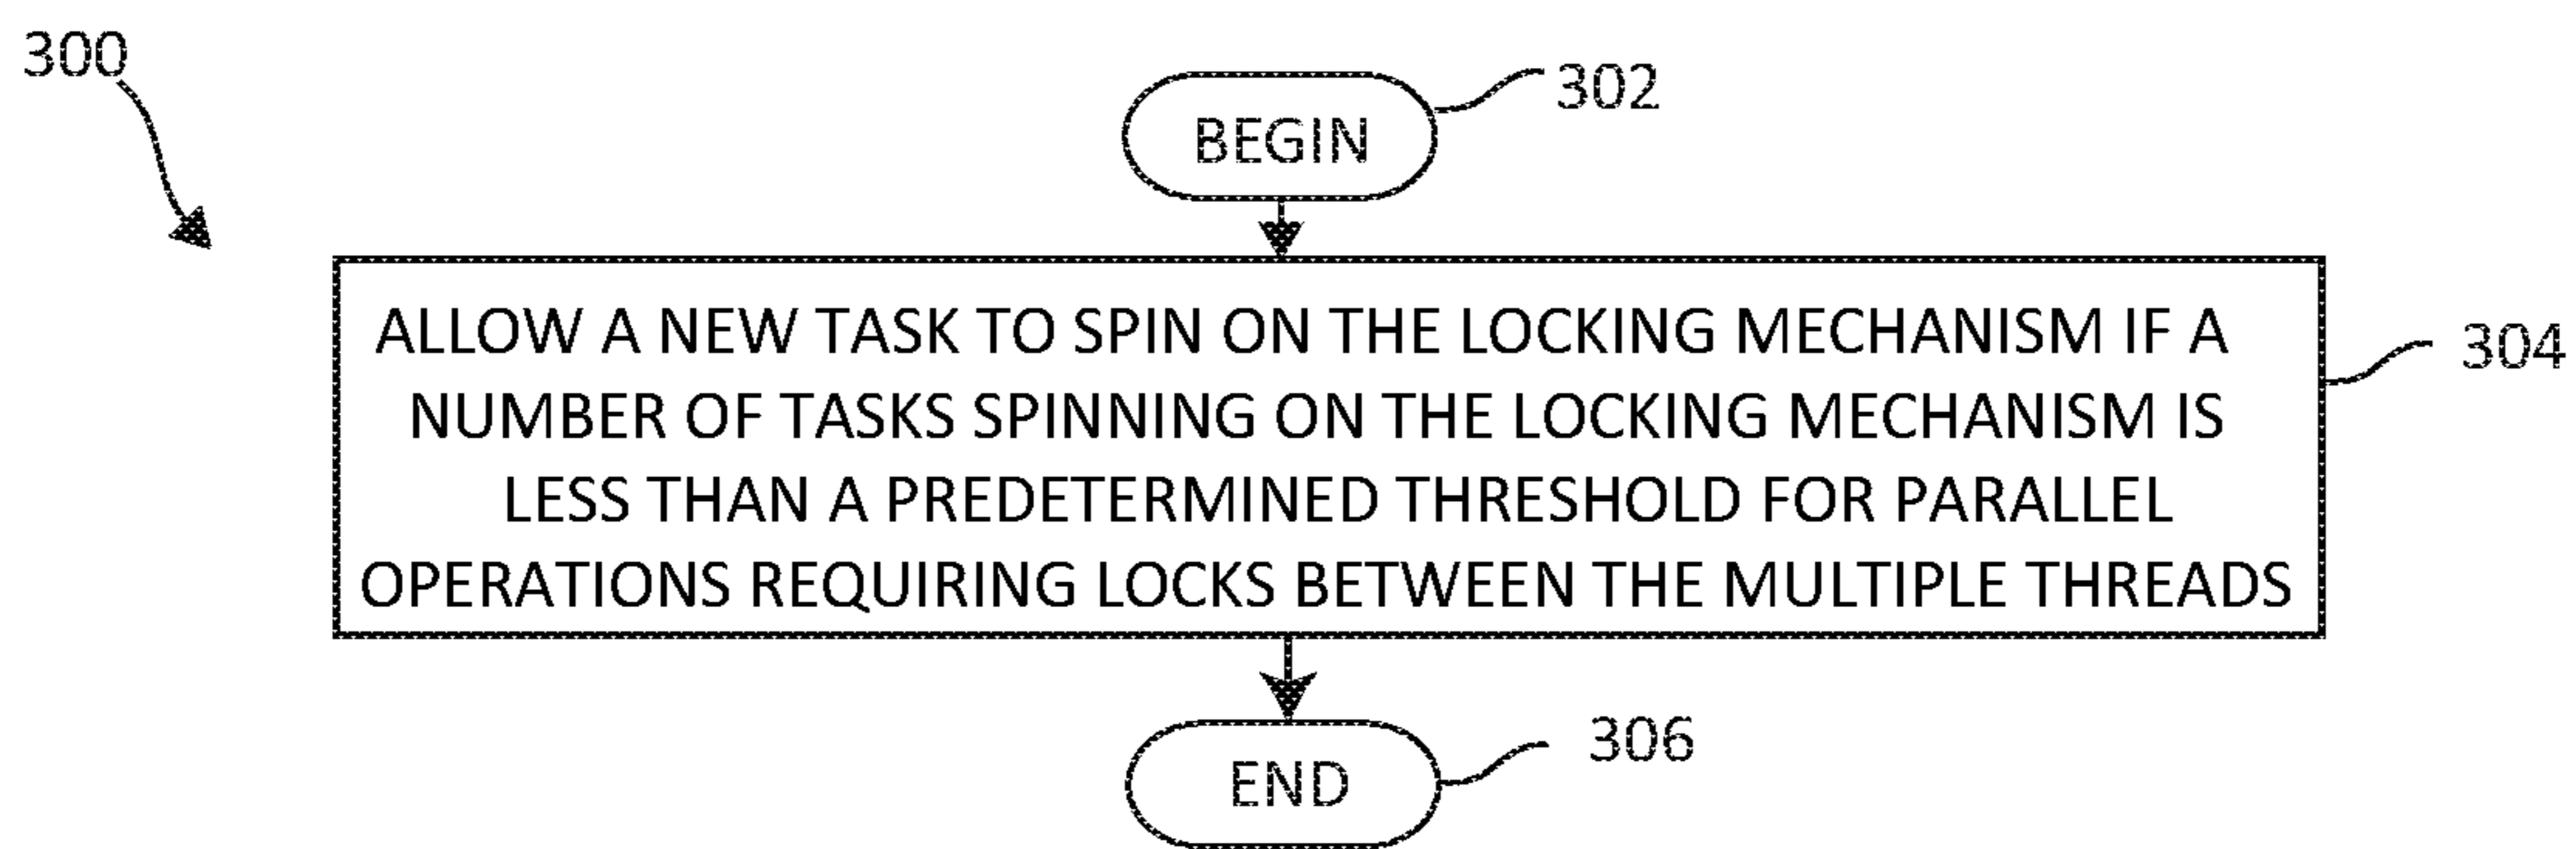 300
302
BEGIN
ALLOW A NEW TASK TO SPIN ON THE LOCKING MECHANISM IF A
NUMBER OF TASKS SPINNING ON THE LOCKING MECHANISM IS
LESS THAN A PREDETERMINED THRESHOLD FOR PARALLEL
OPERATIONS REQUIRING LOCKS BETWEEN THE MULTIPLE THREADS
304
306
END